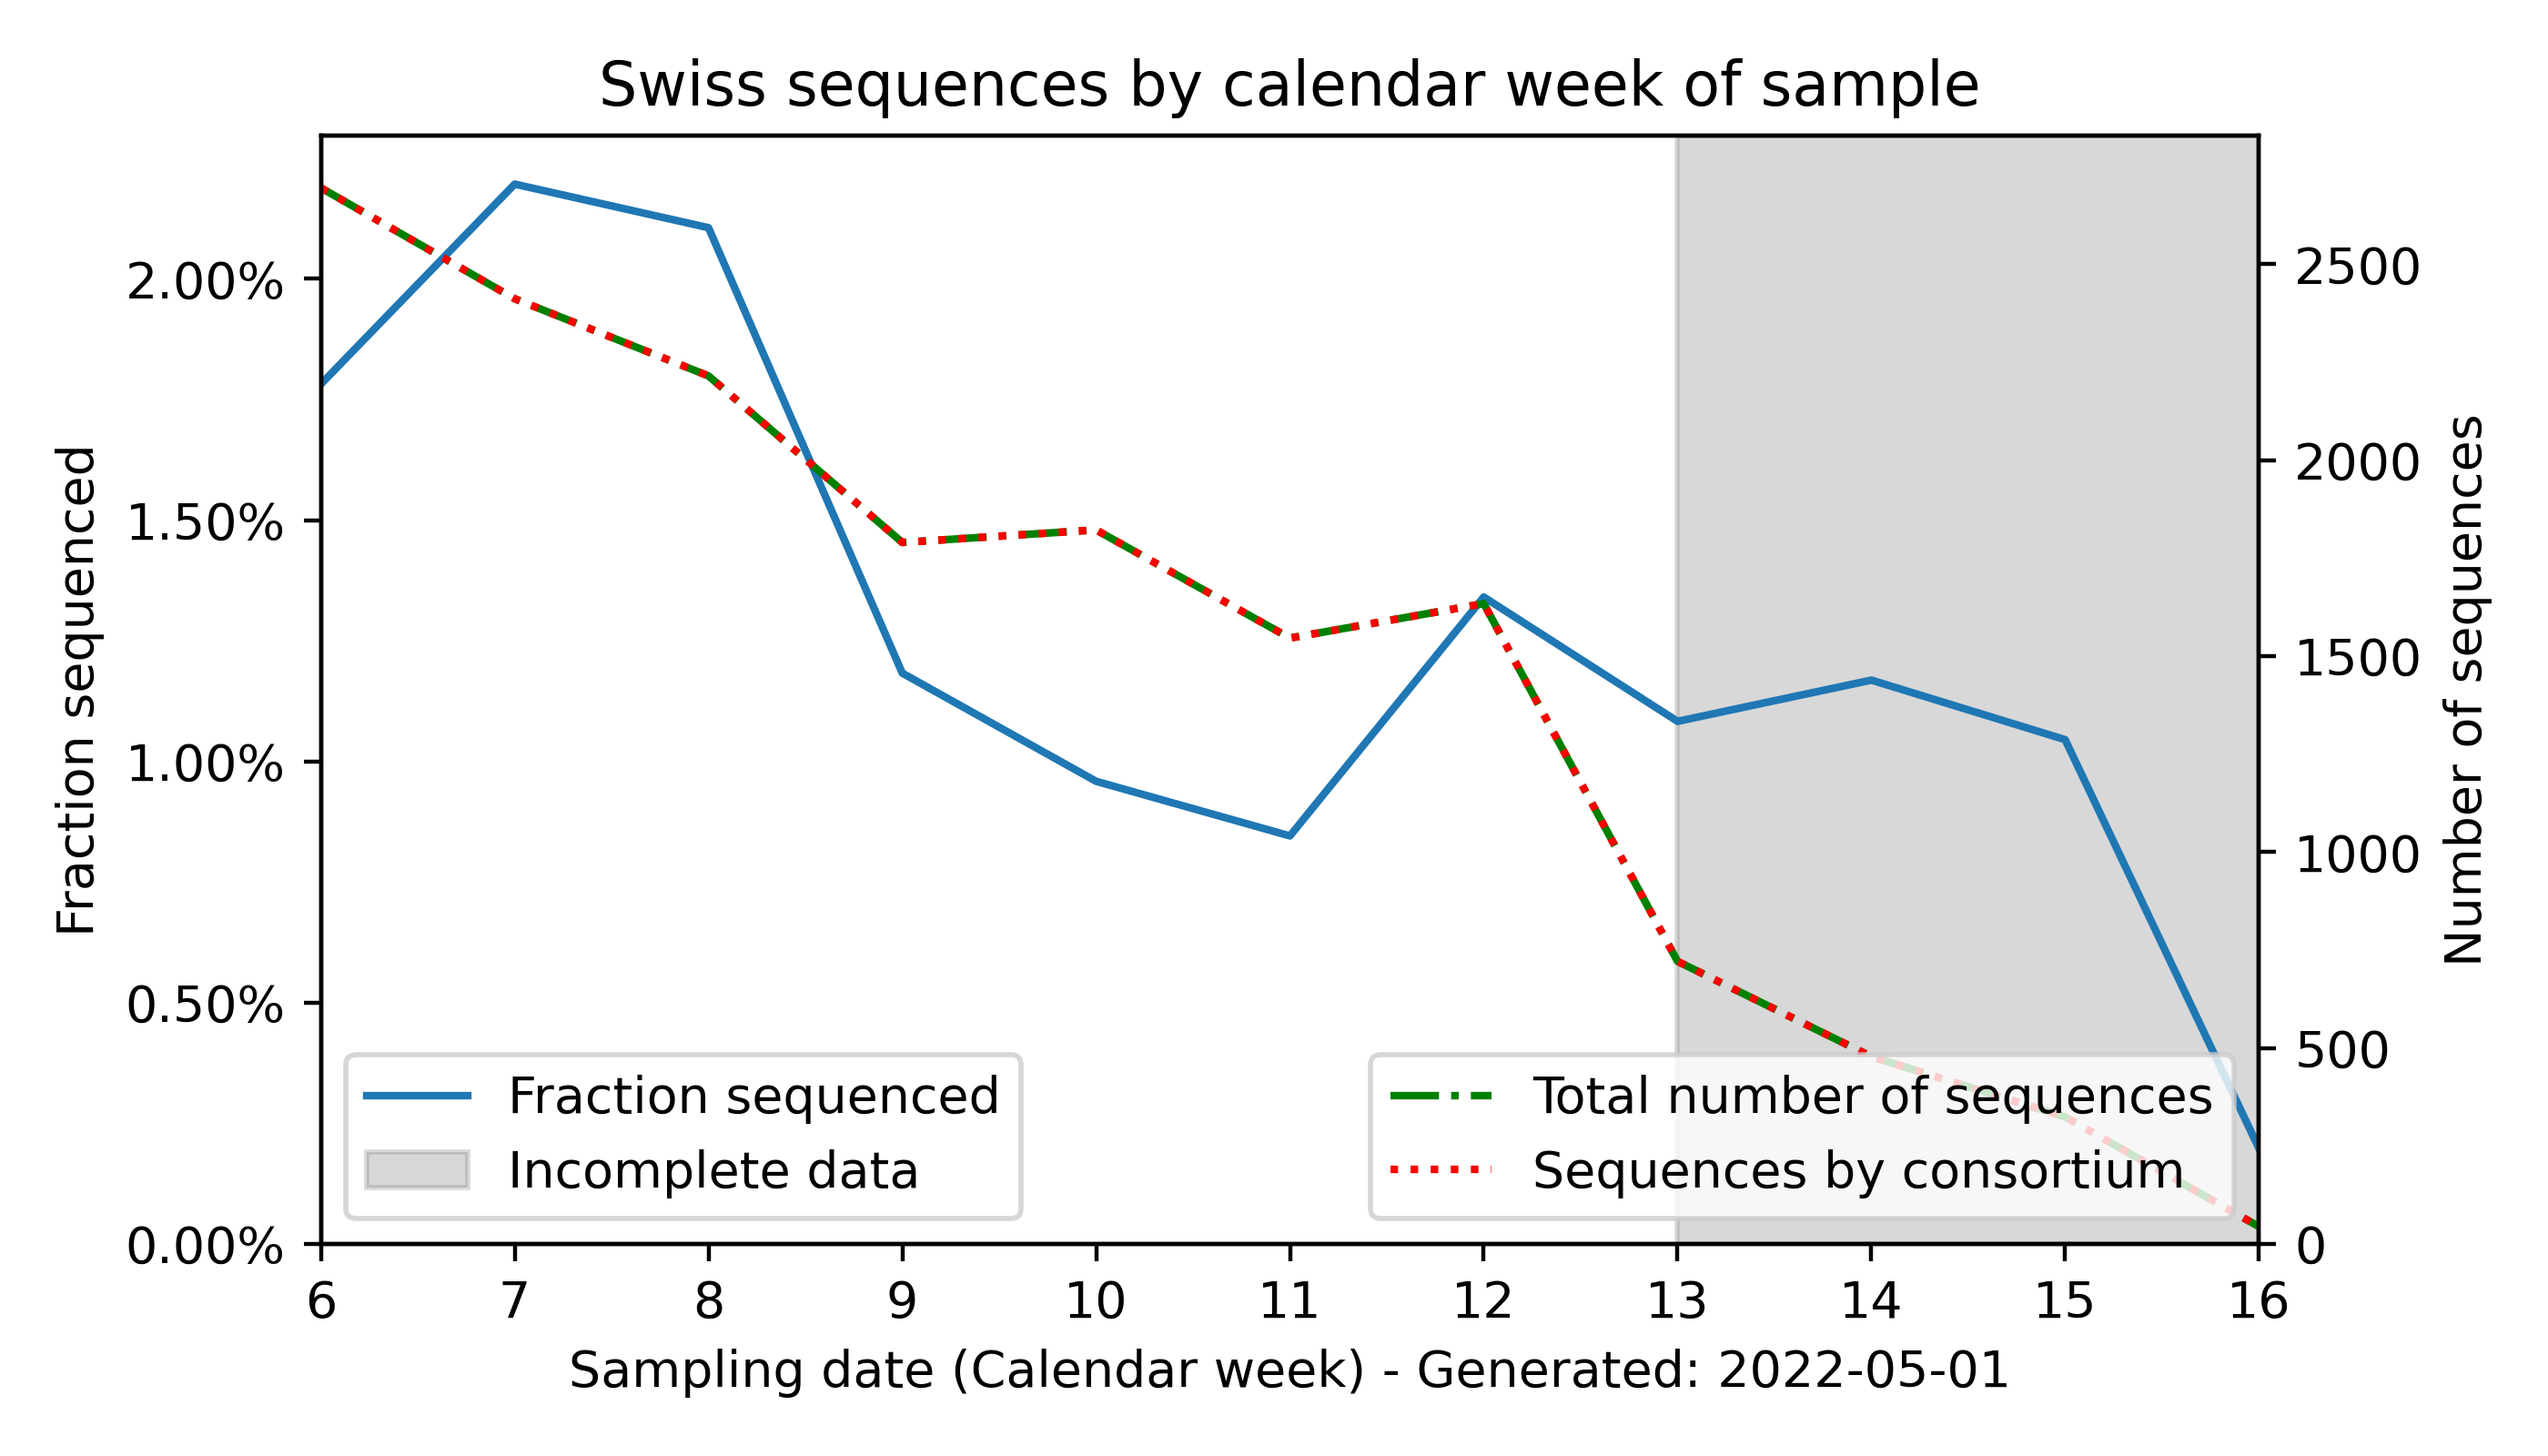 Swiss sequences by calendar week of sample
Fraction sequenced
2.00%
1.50%
1.00%
0.50%
0.00%
2500
2000
1500
1000
500
0
Number of sequences
Fraction sequenced
Incomplete data
Total number of sequences
Sequences by consortium
6 7 8 9 10 11 12 13 14 15 16
Sampling date (Calendar week) - Generated: 2022-05-01